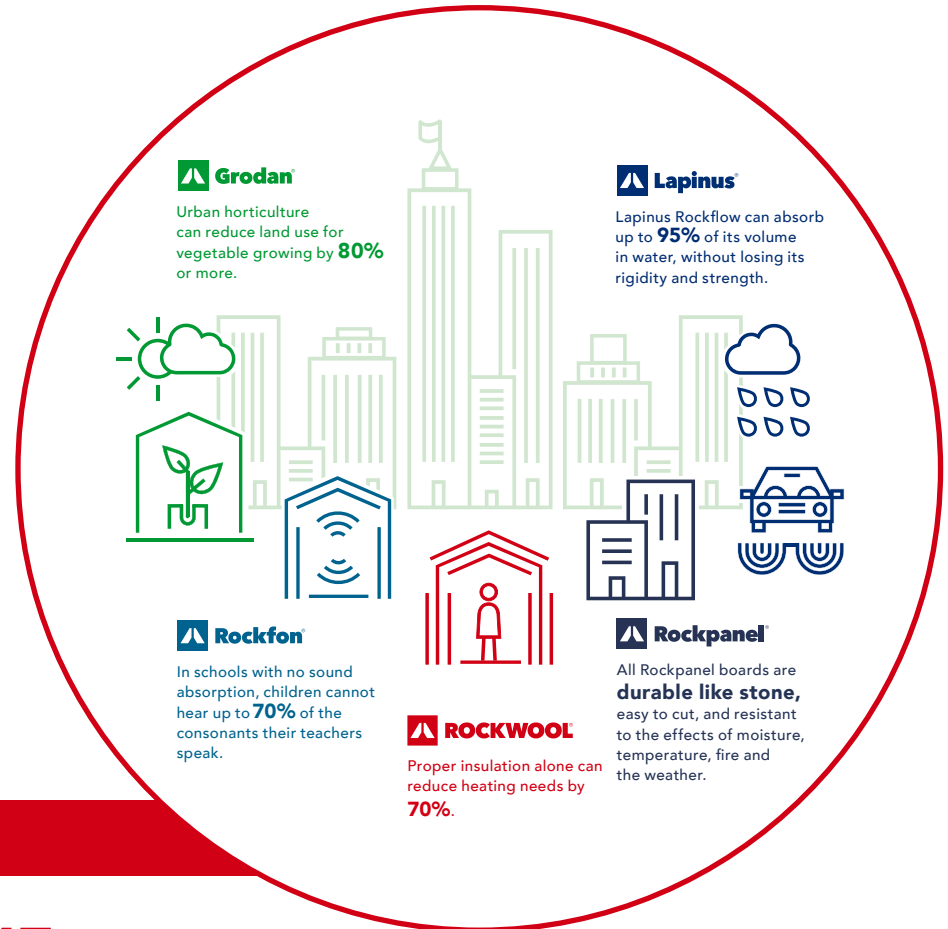 Grodan®
Urban horticulture
can reduce land use for
vegetable growing by 80%
or more.
Lapinus®
Lapinus Rockflow can absorb
up to 95% of its volume
in water, without losing its
rigidity and strength.
Rockfon®
In schools with no sound
absorption, children cannot
hear up to 70% of the
consonants their teachers
speak.
ROCKWOOL®
Proper insulation alone can
reduce heating needs by
70%.
Rockpanel®
All Rockpanel boards are
durable like stone,
easy to cut, and resistant
to the effects of moisture,
temperature, fire and
the weather.